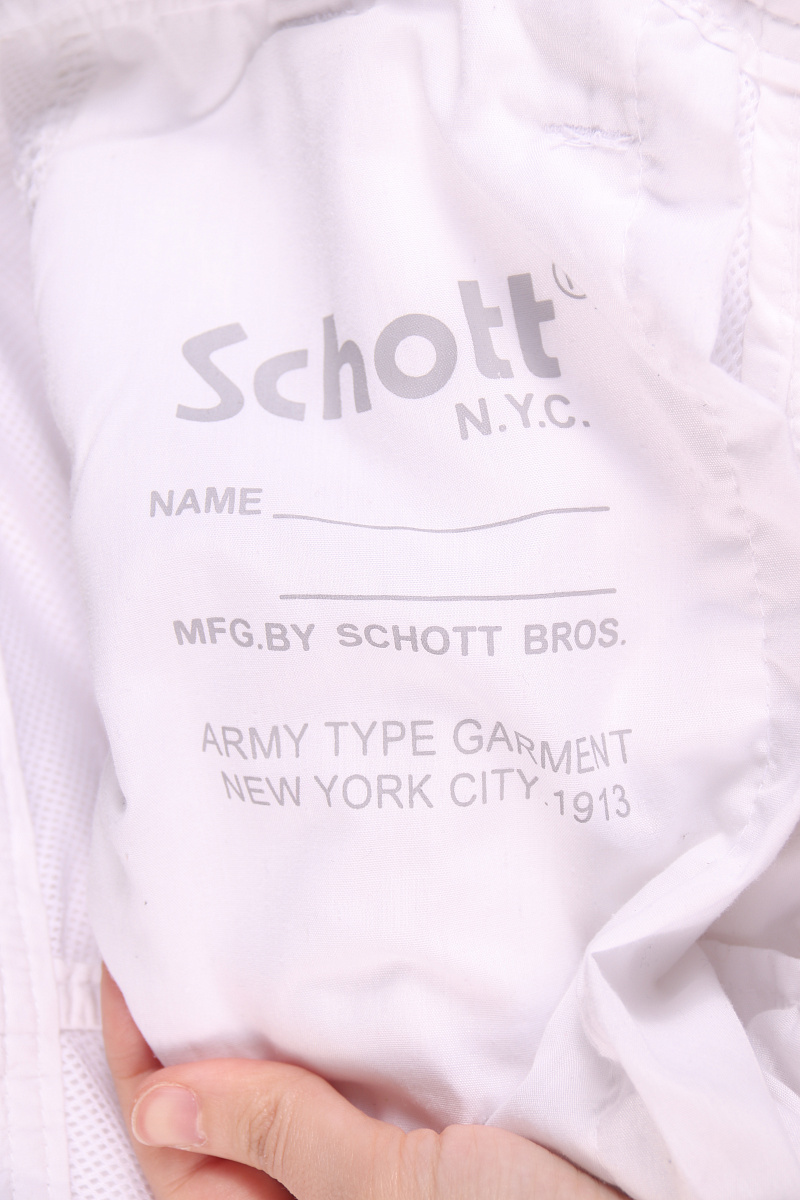 Schott
N.Y.C.
NAME
MFG.BY SCHOTT BROS.
ARMY TYPE GARMENT
NEW YORK CITY.1913